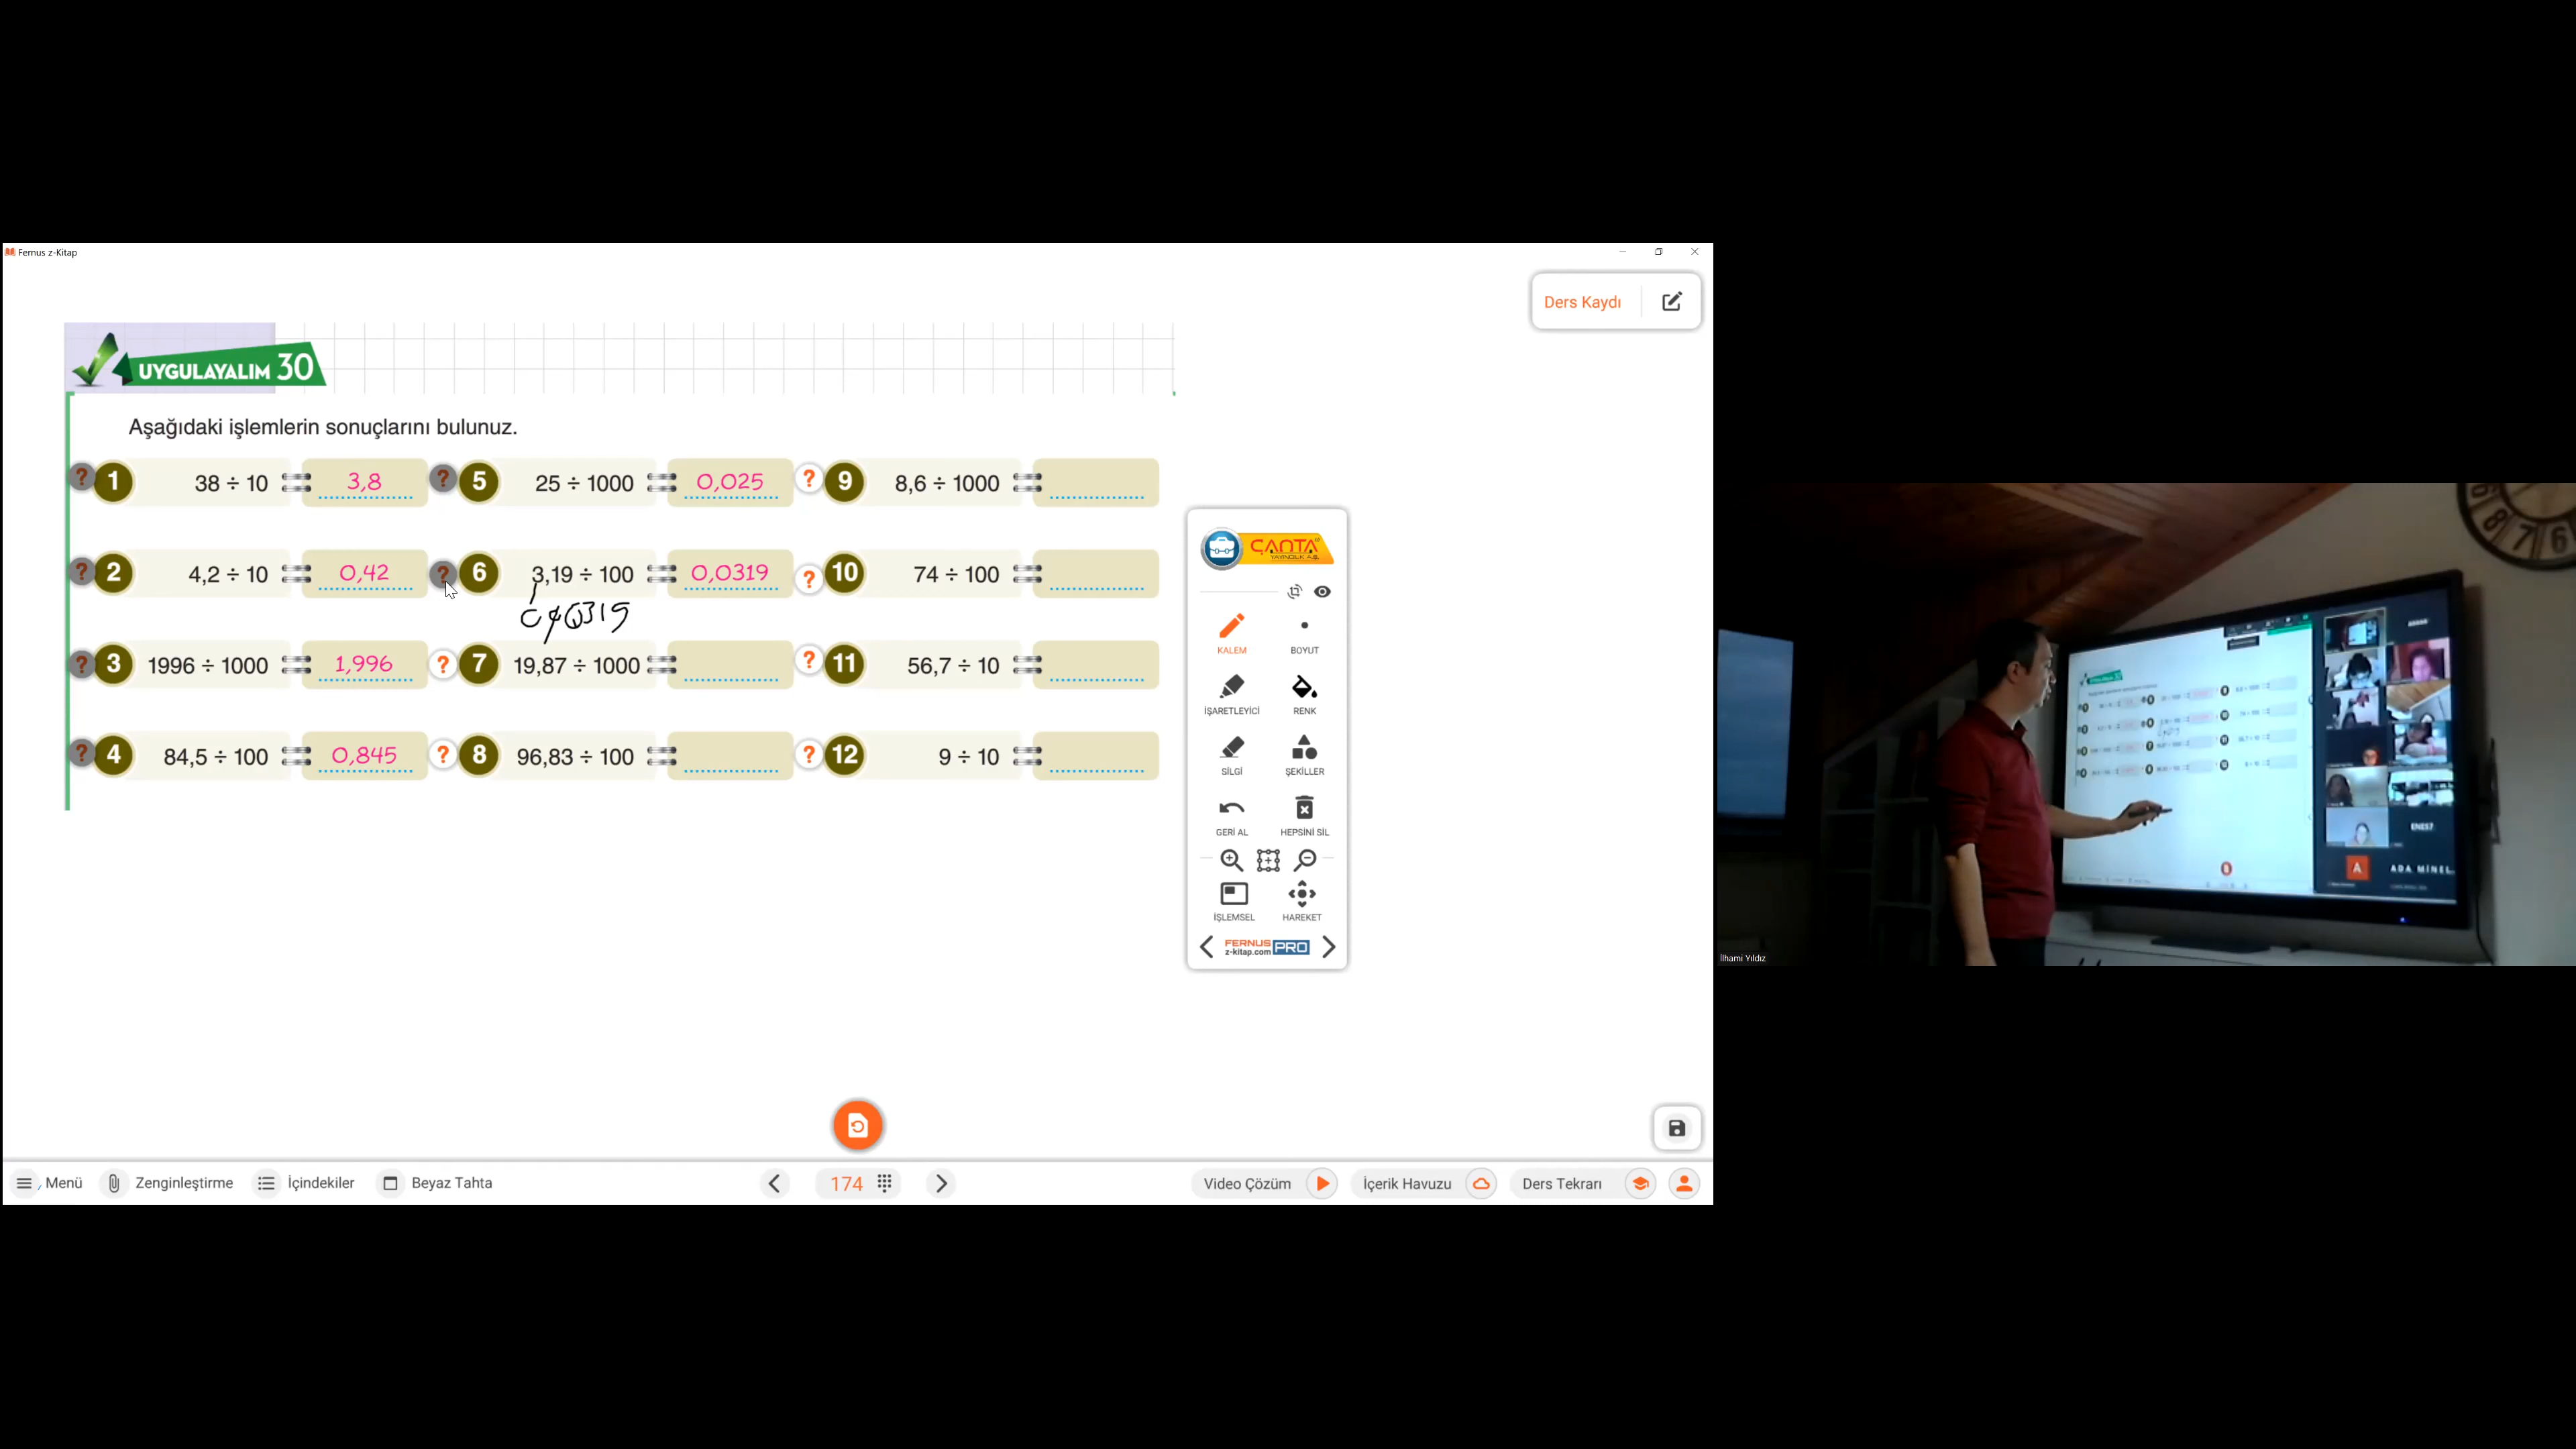 Fernus z-Kitap
Ders Kaydı
UYGULAYALIM 30
Aşağıdaki işlemlerin sonuçlarını bulunuz.
? 1 38 ÷ 10 = 3,8
? 2 4,2 ÷ 10 = 0,42
? 3 1996 ÷ 1000 = 1,996
? 4 84,5 ÷ 100 = 0,845
? 5 25 ÷ 1000 = 0,025
? 6 3,19 ÷ 100 = 0,0319
? 7 19,87 ÷ 1000 =
? 8 96,83 ÷ 100 =
? 9 8,6 ÷ 1000 =
? 10 74 ÷ 100 =
? 11 56,7 ÷ 10 =
? 12 9 ÷ 10 =
ÇANTA
YAYINCILIK A.Ş.
KALEM BOYUT
İŞARETLEYİCİ RENK
SİLGİ ŞEKİLLER
GERİ AL HEPSİNİ SİL
İŞLEMSEL HAREKET
FERNUS PRO
z-kitap.com
Menü Zenginleştirme İçindekiler Beyaz Tahta 174 Video Çözüm İçerik Havuzu Ders Tekrarı
ENES7
A ADA MİNEL
İlhami Yıldız